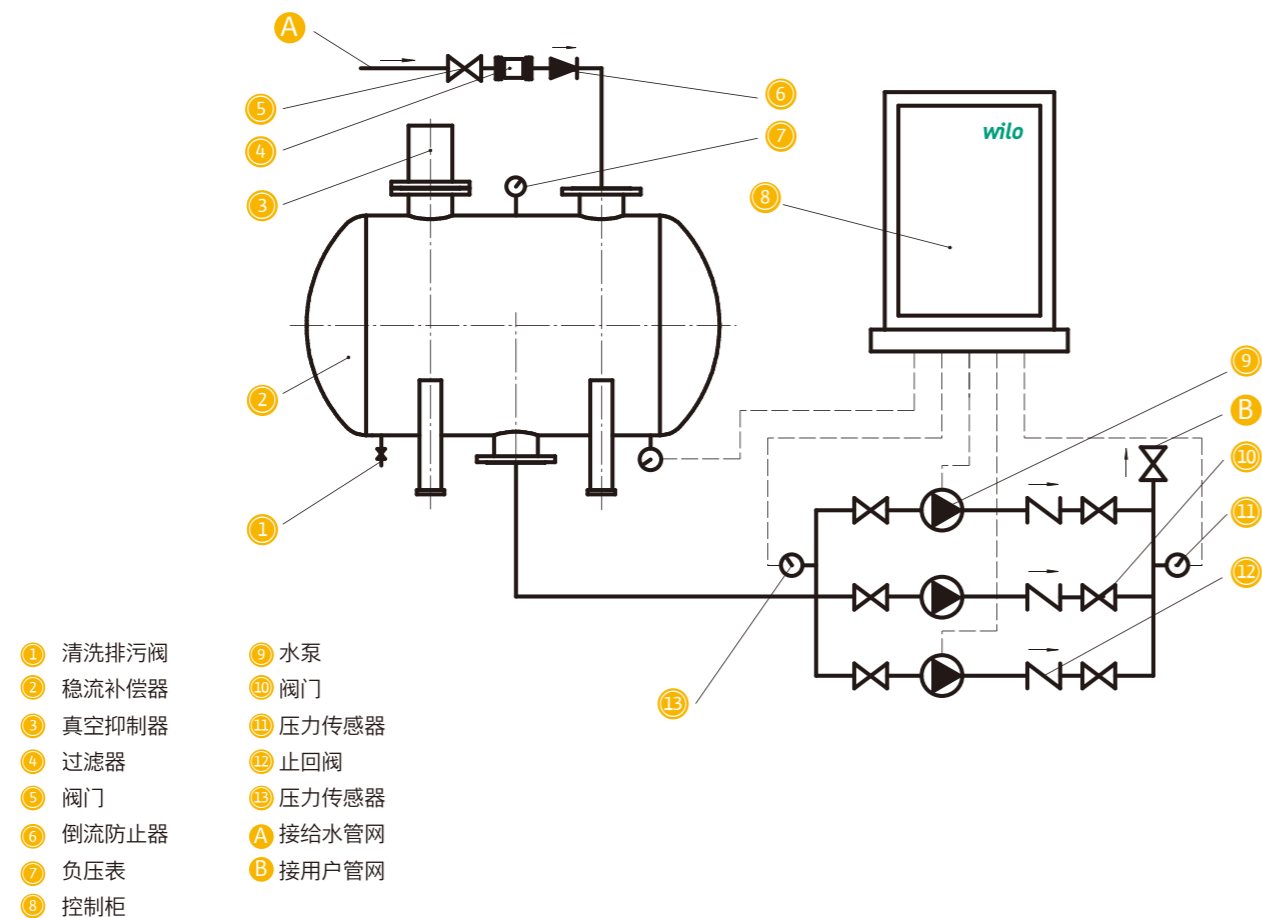 A
5
4
3
6
7
wilo
8
2
9
B
10
11
12
1
13
1 清洗排污阀
2 稳流补偿器
3 真空抑制器
4 过滤器
5 阀门
6 倒流防止器
7 负压表
8 控制柜
9 水泵
10 阀门
11 压力传感器
12 止回阀
13 压力传感器
A 接给水管网
B 接用户管网